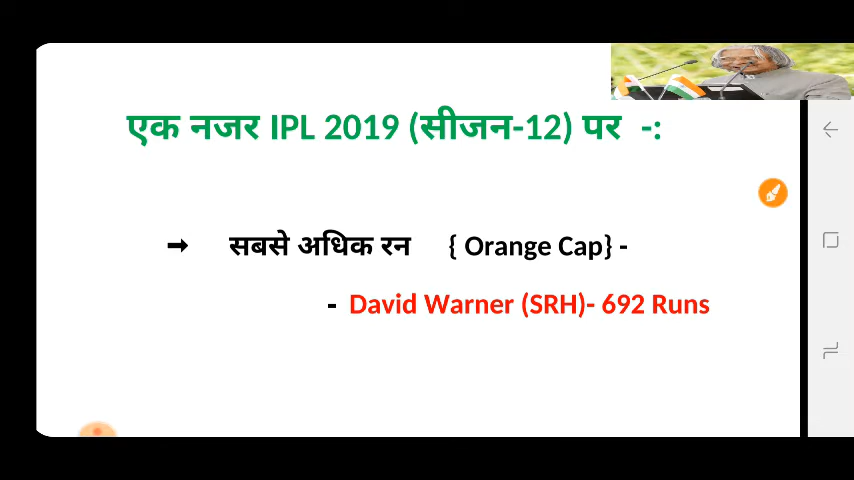 एक नजर IPL 2019 (सीजन-12) पर -:
➞ सबसे अधिक रन { Orange Cap} -
- David Warner (SRH)- 692 Runs